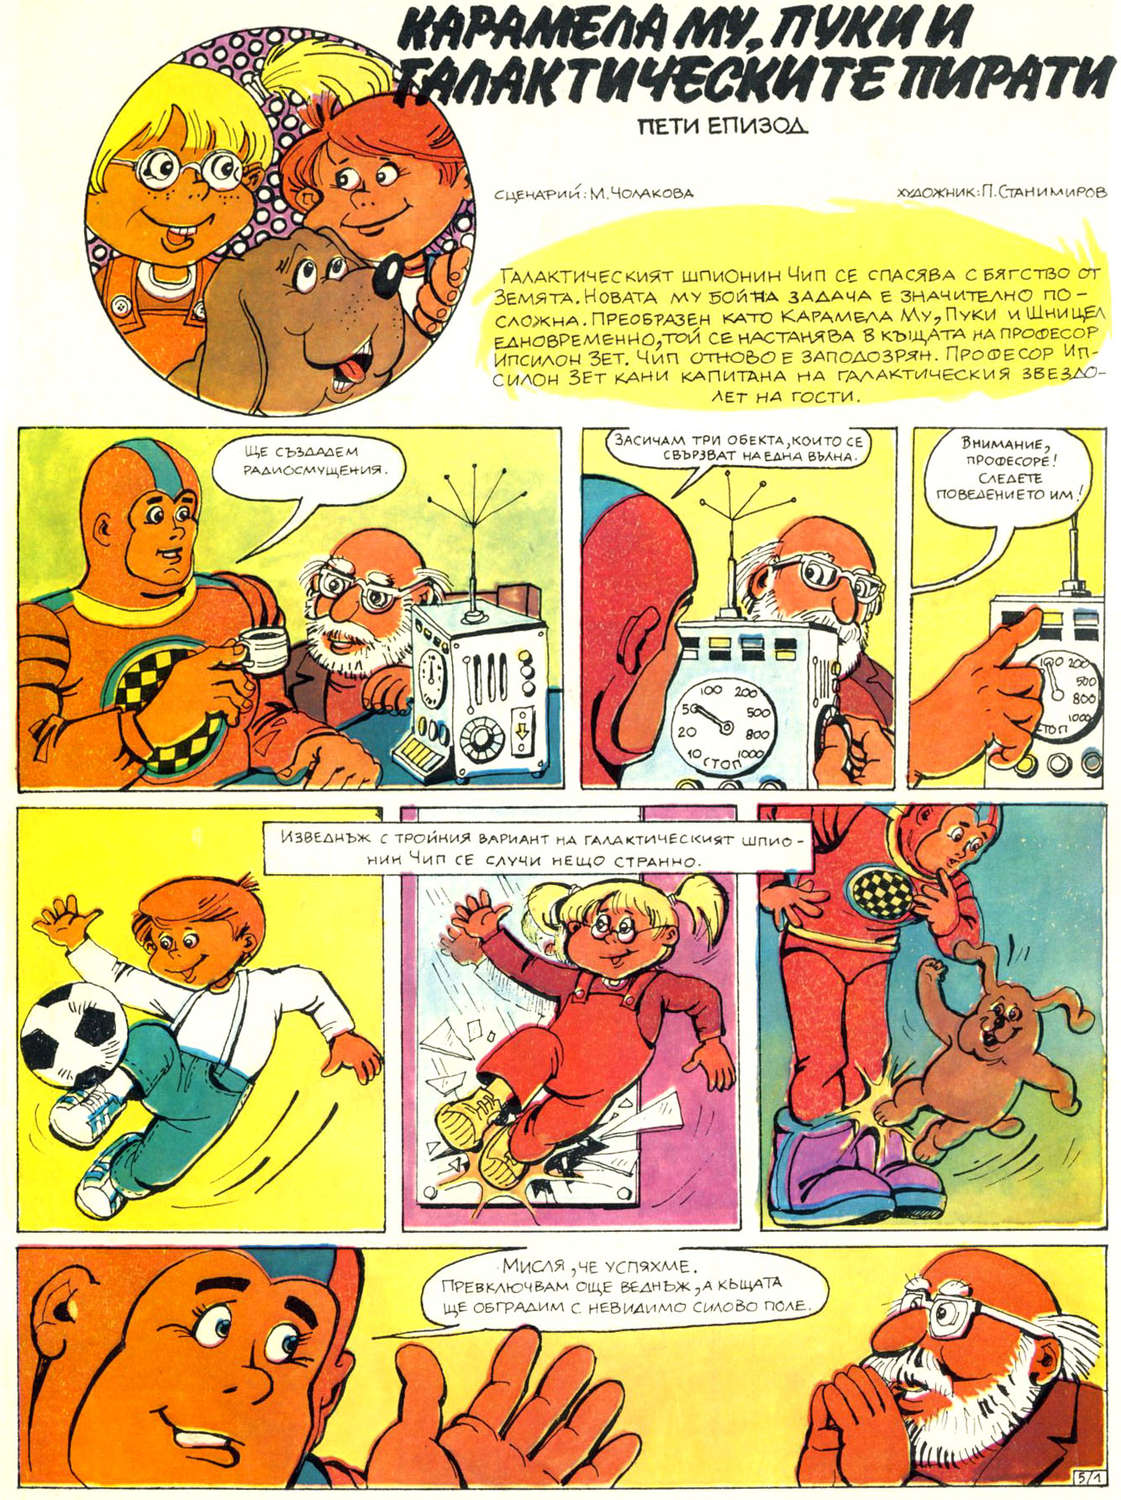 КАРАМЕЛА МУ, ПУКИ И
ГАЛАКТИЧЕСКИТЕ ПИРАТИ
ПЕТИ ЕПИЗОД
СЦЕНАРИЙ: М. ЧОЛАКОВА
ХУДОЖНИК: П. СТАНИМИРОВ
ГАЛАКТИЧЕСКИЯТ ШПИОНИН ЧИП СЕ СПАСЯВА С БЯГСТВО ОТ
ЗЕМЯТА. НОВАТА МУ БОЙНА ЗАДАЧА Е ЗНАЧИТЕЛНО ПО-
СЛОЖНА. ПРЕОБРАЗЕН КАТО КАРАМЕЛА МУ, ПУКИ И ШНИЦЕЛ
ЕДНОВРЕМЕННО, ТОЙ СЕ НАСТАНЯВА В КЪЩАТА НА ПРОФЕСОР
ИПСИЛОН ЗЕТ. ЧИП ОТНОВО Е ЗАПОДОЗРЯН. ПРОФЕСОР ИП-
СИЛОН ЗЕТ КАНИ КАПИТАНА НА ГАЛАКТИЧЕСКИЯ ЗВЕЗДО-
ЛЕТ НА ГОСТИ.
ЩЕ СЪЗДАДЕМ
РАДИОСМУЩЕНИЯ.
ЗАСИЧАМ ТРИ ОБЕКТА, КОИТО СЕ
СВЪРЗВАТ НА ЕДНА ВЪЛНА.
100 200
50 500
20 800
10 1000
СТОП
ВНИМАНИЕ,
ПРОФЕСОРЕ!
СЛЕДЕТЕ
ПОВЕДЕНИЕТО ИМ!
100 200
500
800
1000
СТОП
ИЗВЕДНЪЖ С ТРОЙНИЯ ВАРИАНТ НА ГАЛАКТИЧЕСКИЯТ ШПИО-
НИН ЧИП СЕ СЛУЧИ НЕЩО СТРАННО.
МИСЛЯ, ЧЕ УСПЯХМЕ.
ПРЕВКЛЮЧВАМ ОЩЕ ВЕДНЪЖ, А КЪЩАТА
ЩЕ ОБГРАДИМ С НЕВИДИМО СИЛОВО ПОЛЕ.
5/1